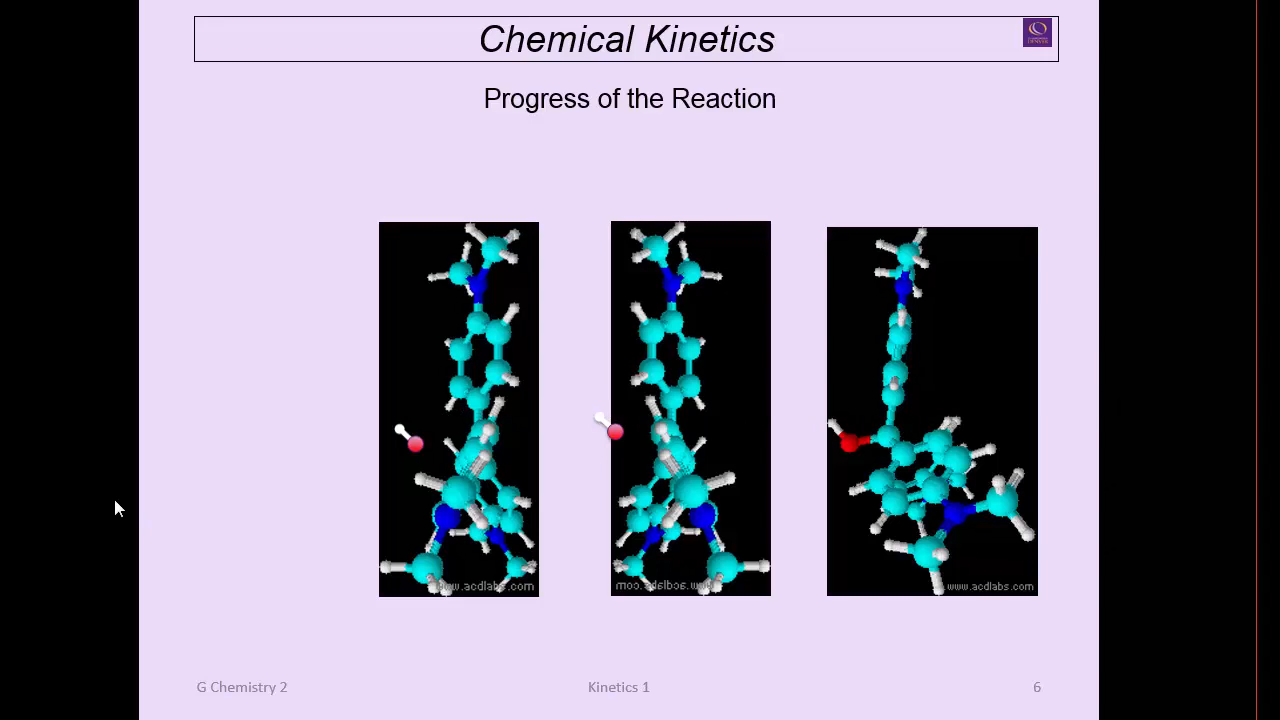 Chemical Kinetics
Progress of the Reaction
www.acdlabs.com
www.acdlabs.com
www.acdlabs.com
G Chemistry 2
Kinetics 1
6